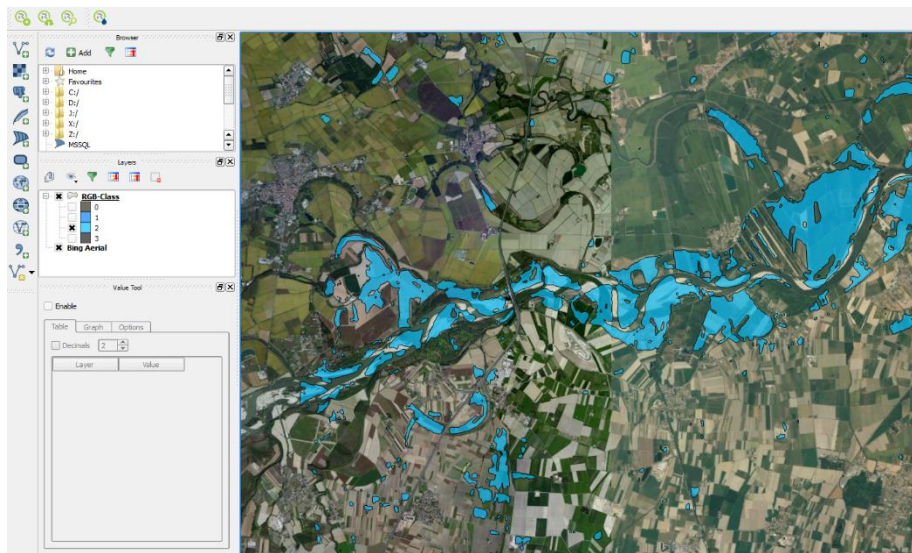 Browser
Add
Home
Favourites
C:/
D:/
J:/
X:/
Z:/
MSSQL
Layers
RGB-Class
0
1
2
3
Bing Aerial
Value Tool
Enable
Table Graph Options
Decimals 2
Layer Value